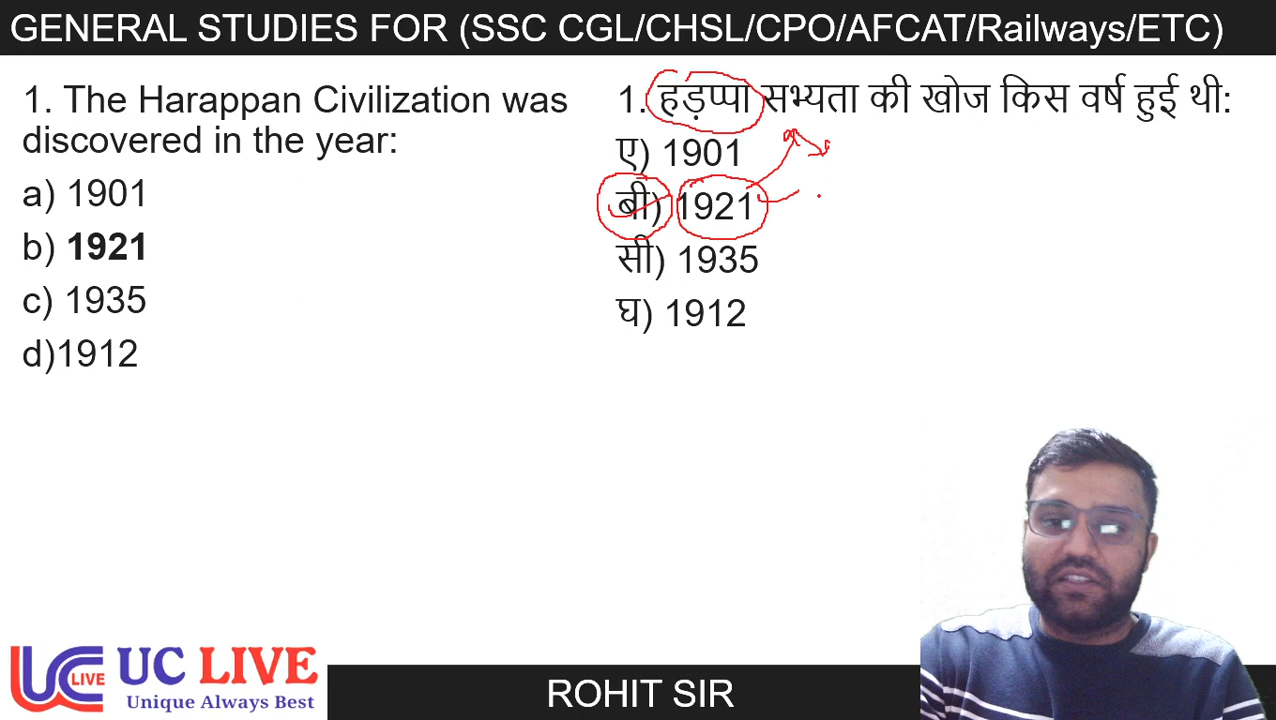 GENERAL STUDIES FOR (SSC CGL/CHSL/CPO/AFCAT/Railways/ETC)
1. The Harappan Civilization was
discovered in the year:
a) 1901
b) 1921
c) 1935
d)1912
1. हड़प्पा सभ्यता की खोज किस वर्ष हुई थी:
ए) 1901
बी) 1921
सी) 1935
घ) 1912
LIVE
UC LIVE
Unique Always Best
ROHIT SIR